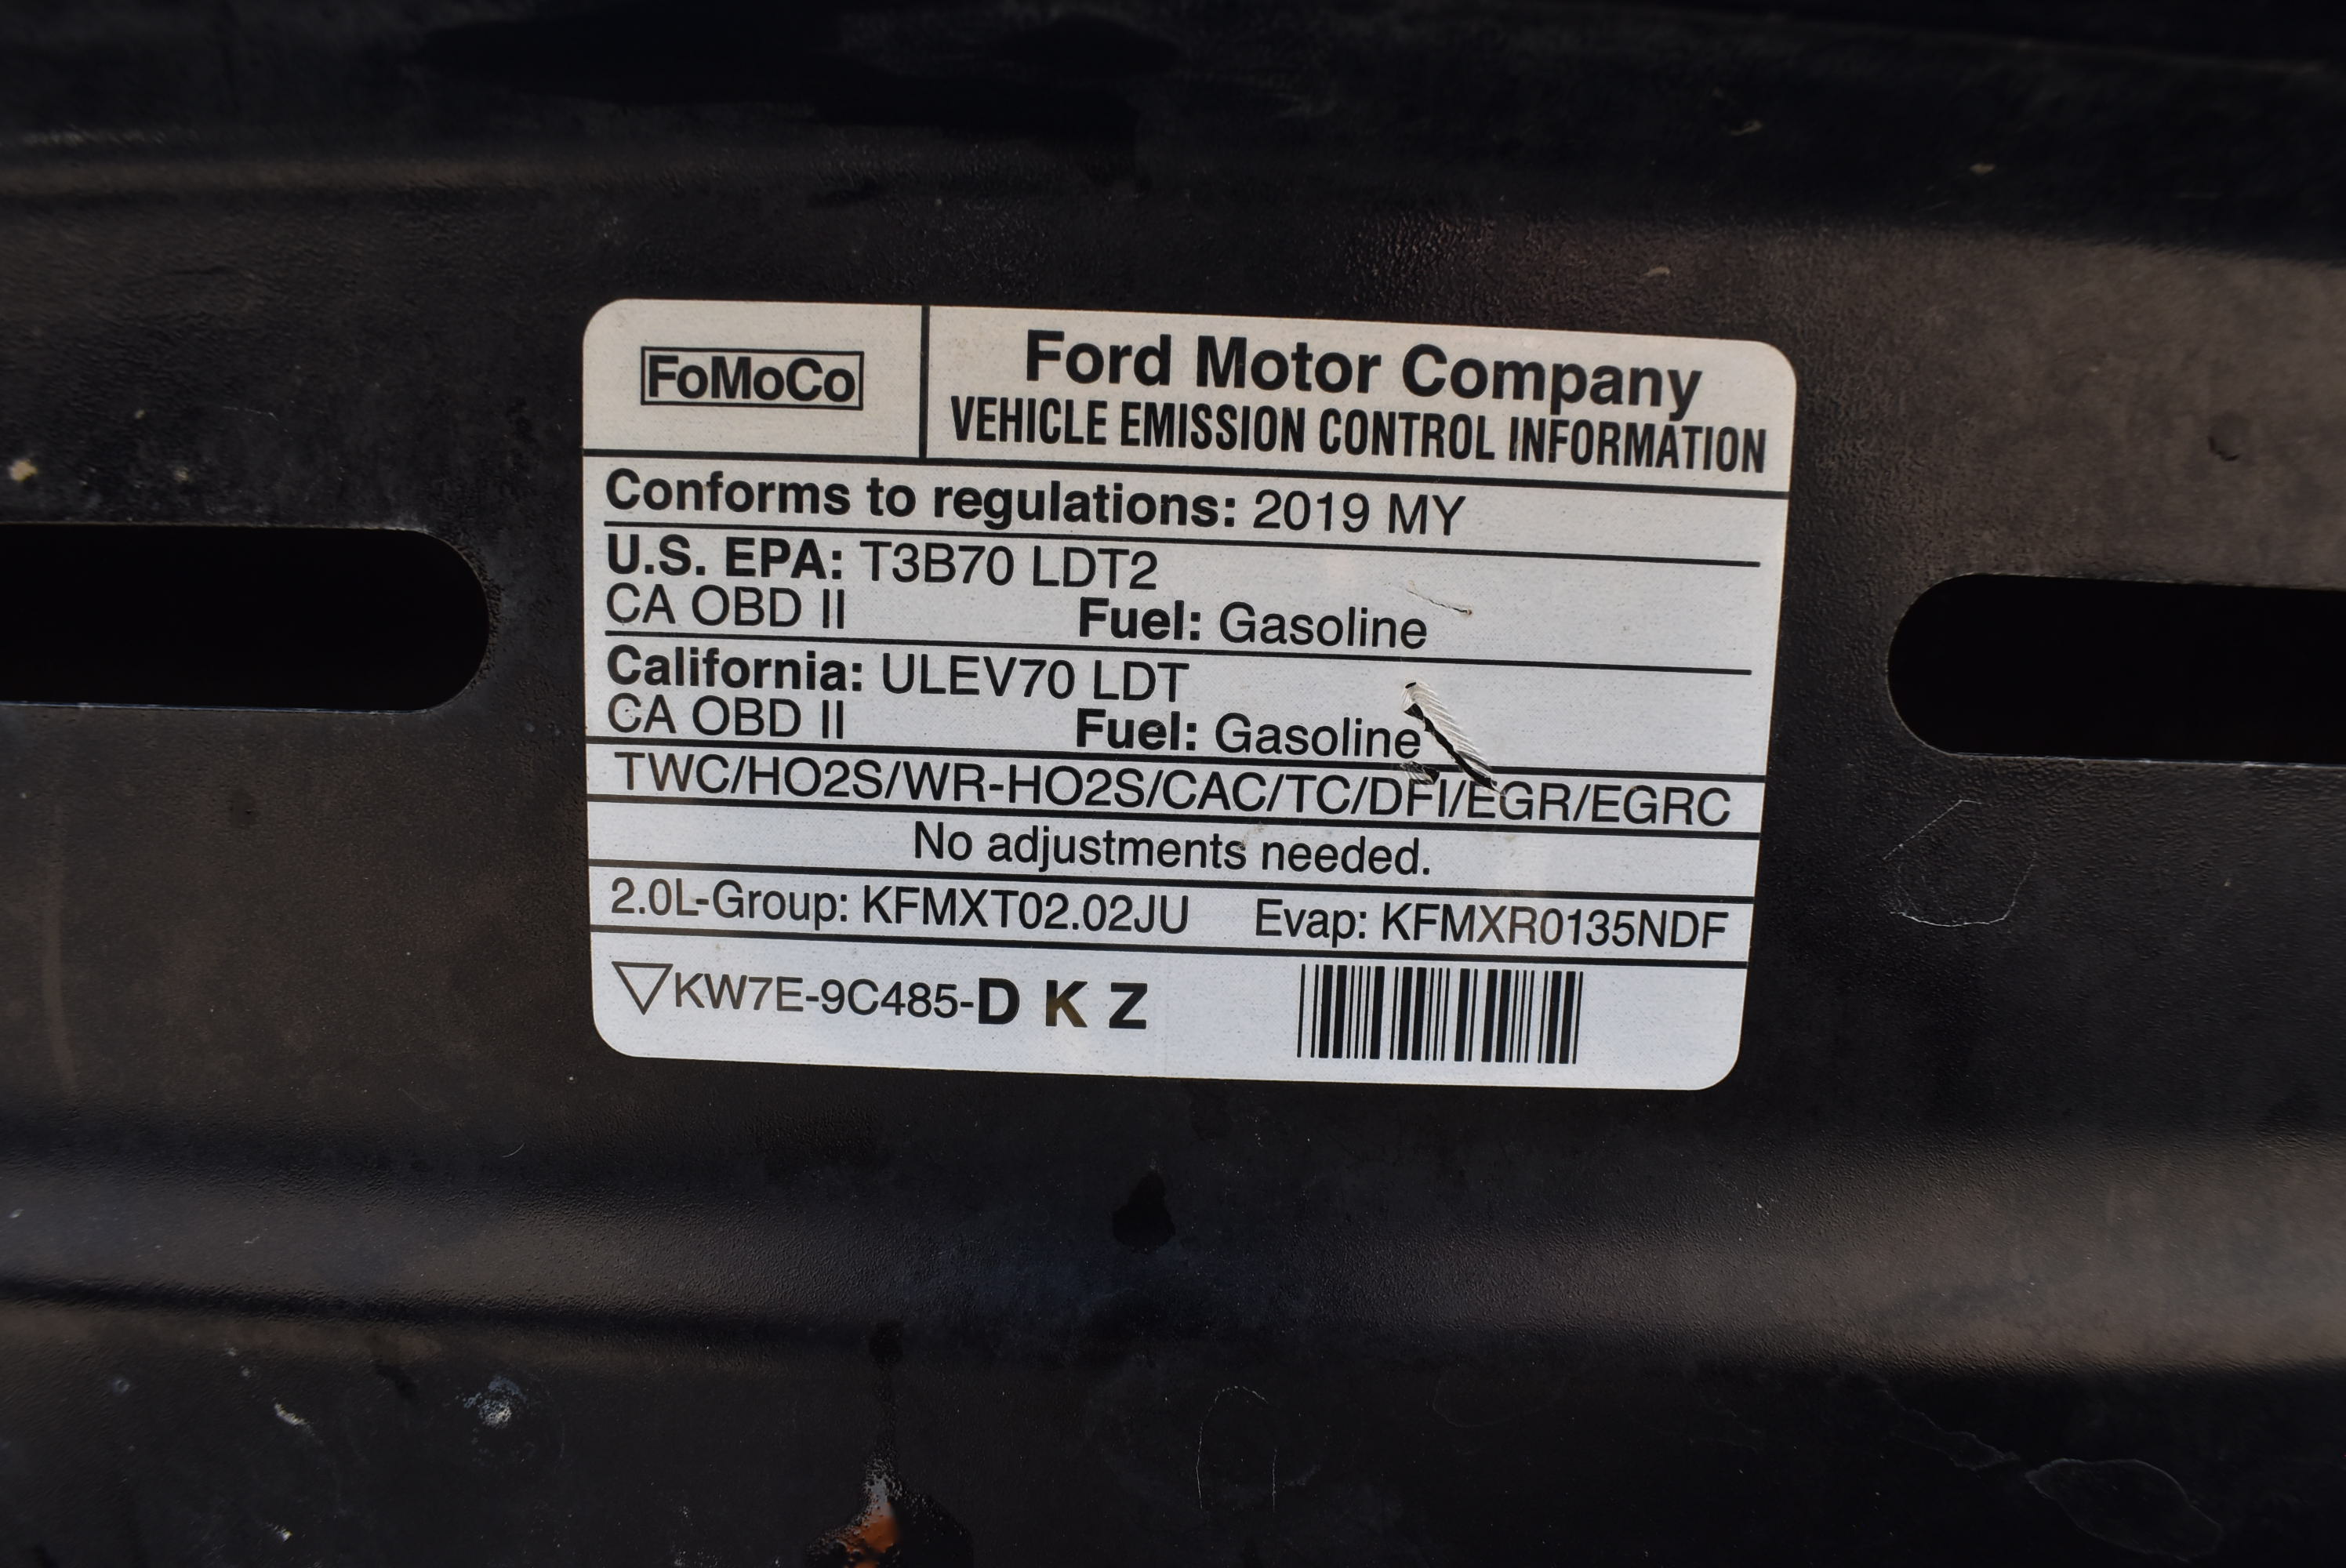 FoMoCo
Ford Motor Company
VEHICLE EMISSION CONTROL INFORMATION
Conforms to regulations: 2019 MY
U.S. EPA: T3B70 LDT2
CA OBD II Fuel: Gasoline
California: ULEV70 LDT
CA OBD II Fuel: Gasoline
TWC/HO2S/WR-HO2S/CAC/TC/DFI/EGR/EGRC
No adjustments needed.
2.0L-Group: KFMXT02.02JU Evap: KFMXR0135NDF
KW7E-9C485-D K Z